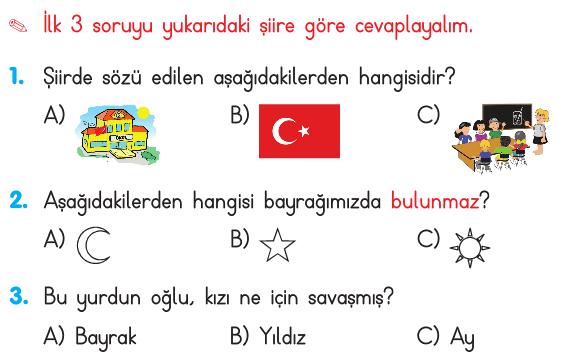 İlk 3 soruyu yukarıdaki şiire göre cevaplayalım.
1. Şiirde sözü edilen aşağıdakilerden hangisidir?
A) B) C)
2. Aşağıdakilerden hangisi bayrağımızda bulunmaz?
A) B) C)
3. Bu yurdun oğlu, kızı ne için savaşmış?
A) Bayrak B) Yıldız C) Ay